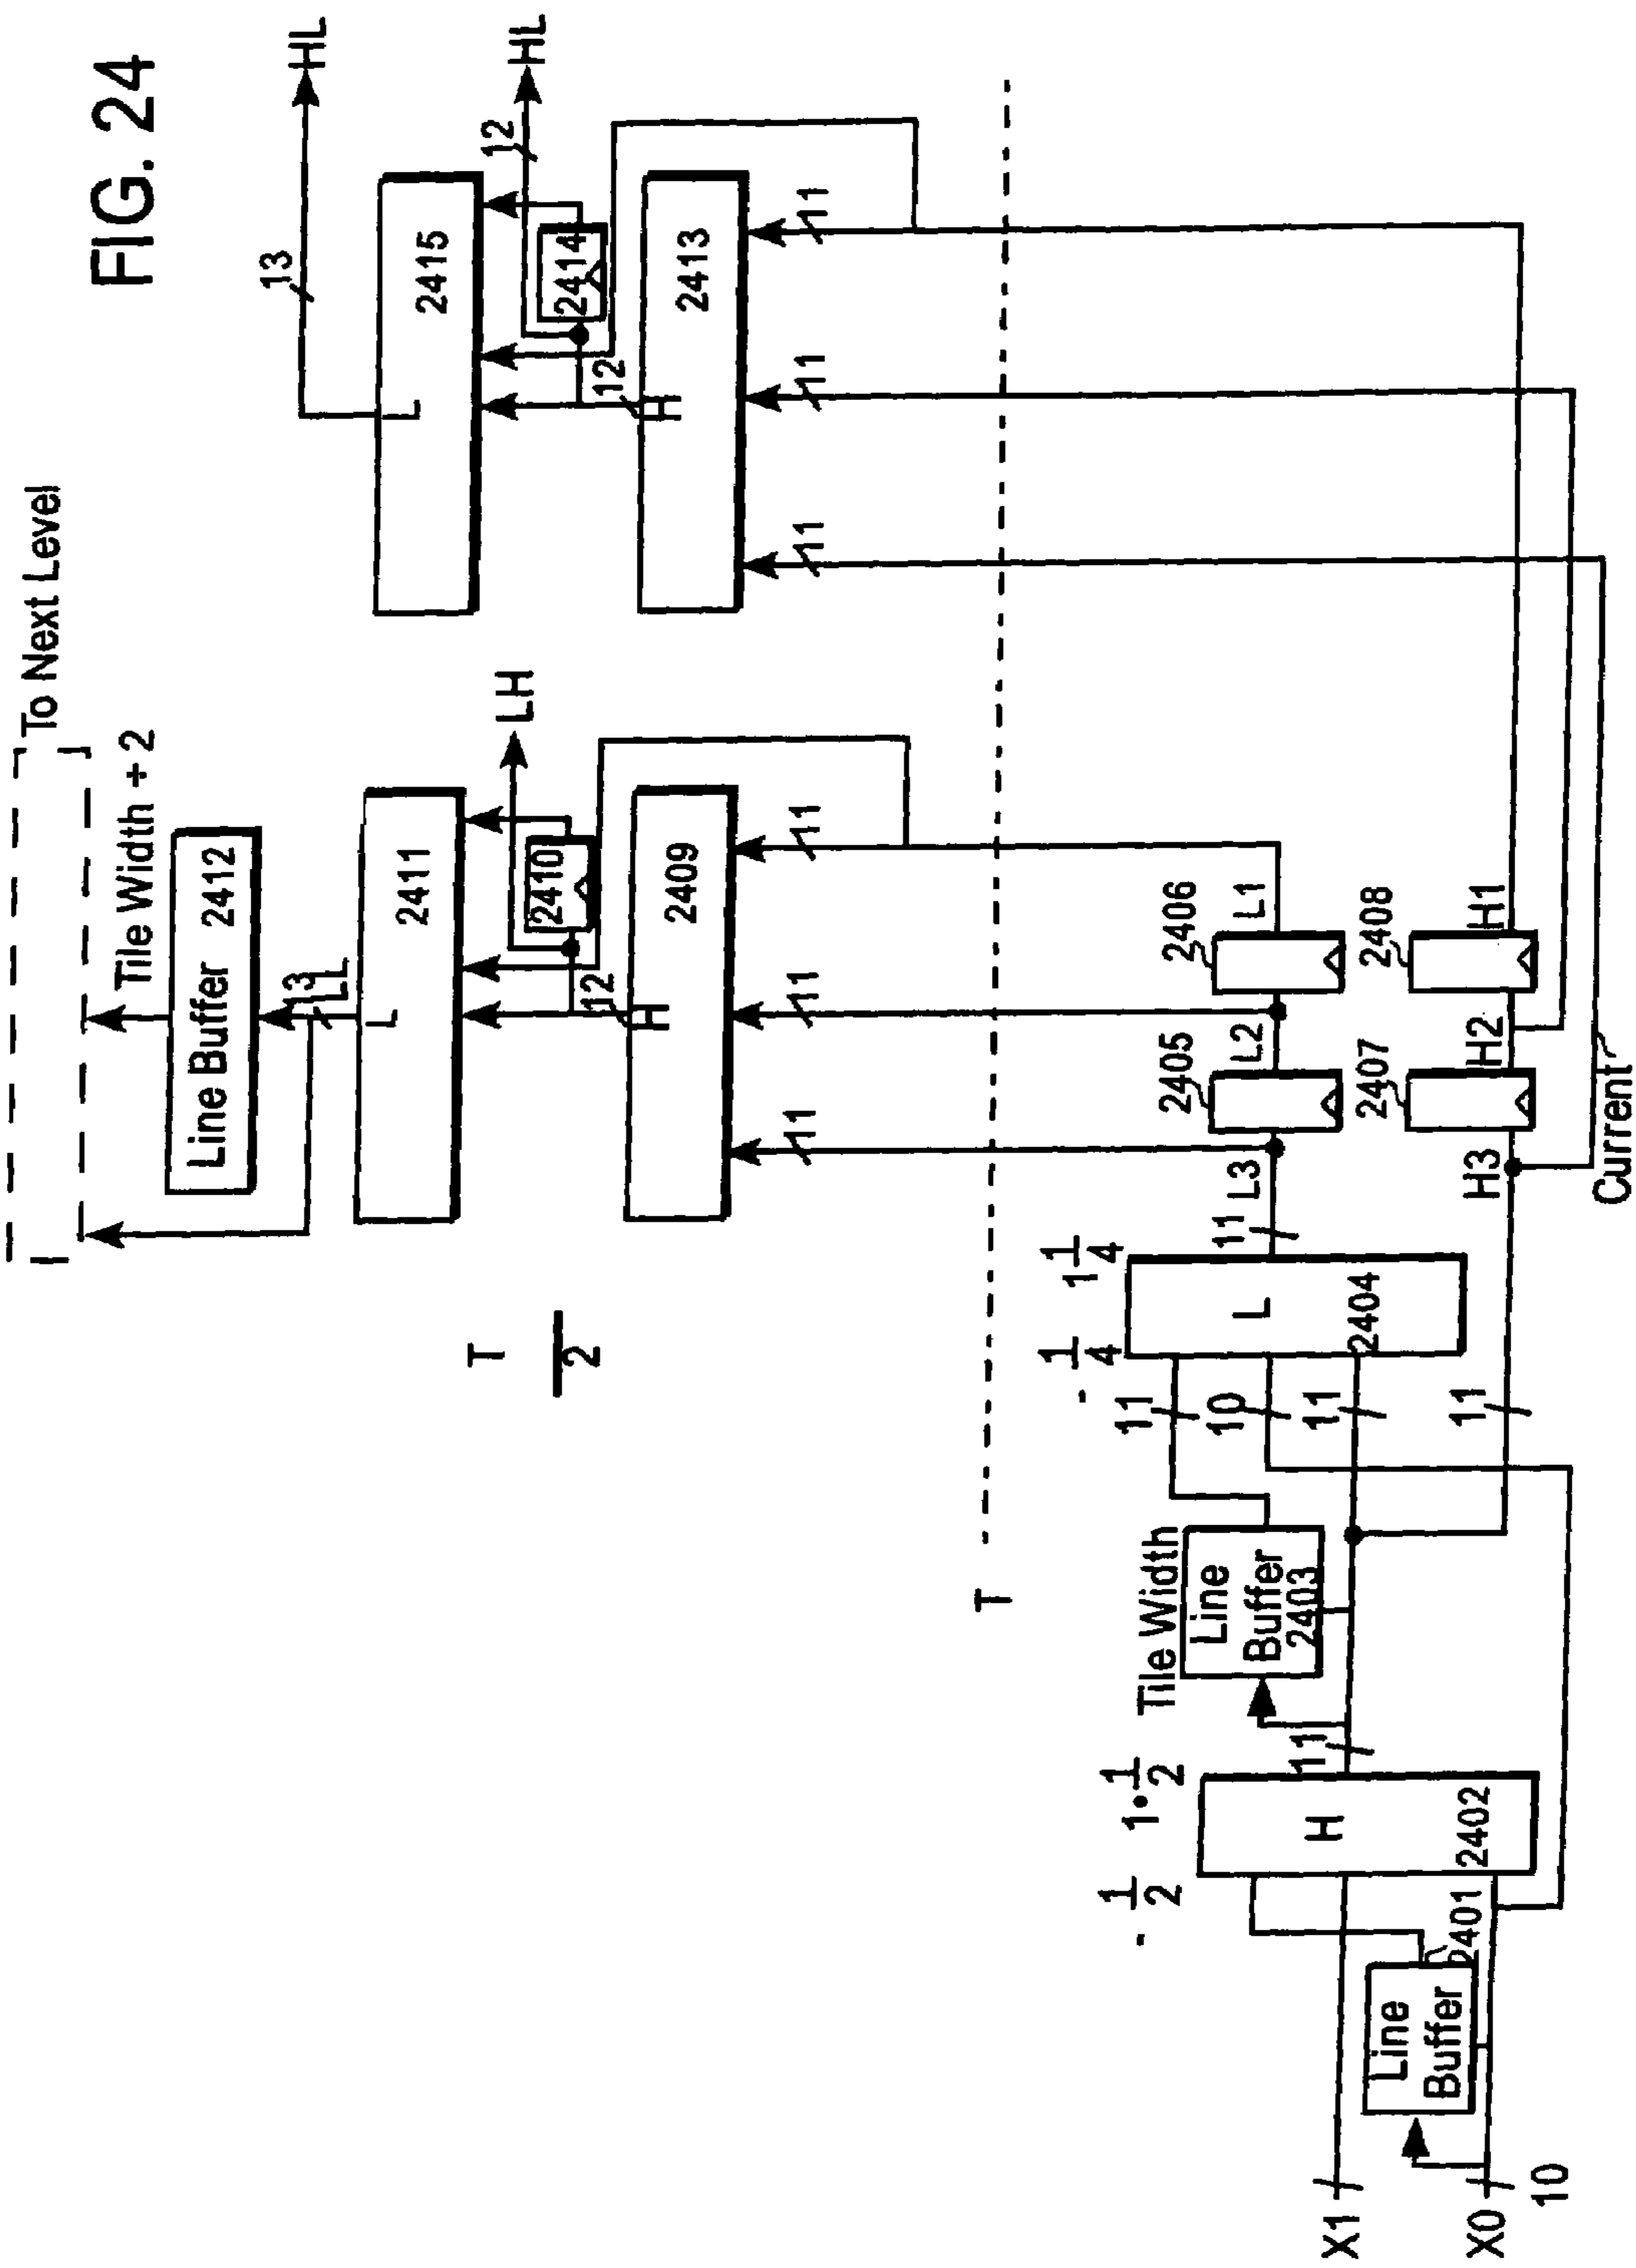 FIG. 24
To Next Level
Tile Width ÷ 2
Line Buffer 2412
13
LL
L
2411
LH
2410
12
H
2409
11
11
11
HL
13
HL
12
L
2415
2414
12
H
2413
11
11
11
T
2
T
X1
X0
10
Line
Buffer
2401
- 1/2
1 • 1/2
H
2402
11
Tile Width
Line
Buffer
2403
11
10
11
11
- 1/4
1 1/4
L
2404
11
L3
2405
L2
2406
L1
H3
2407
H2
2408
H1
Current